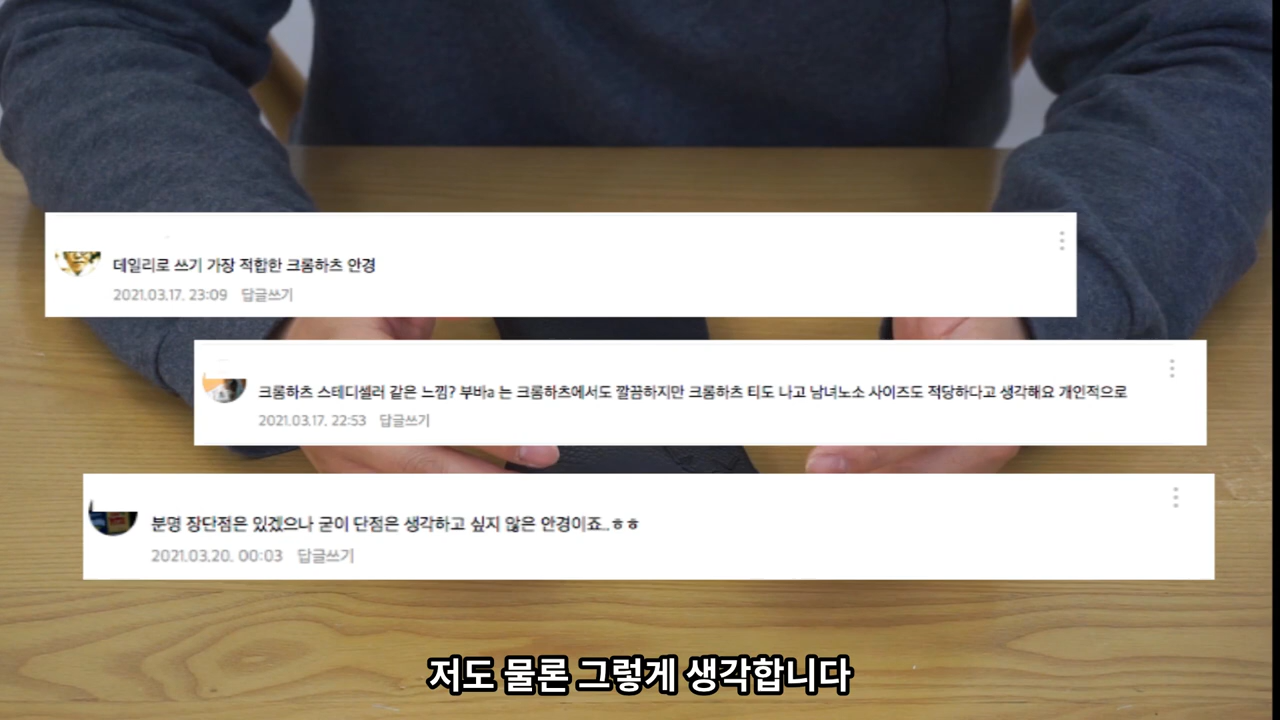 데일리로 쓰기 가장 적합한 크롬하츠 안경
2021.03.17. 23:09 답글쓰기
크롬하츠 스테디셀러 같은 느낌? 부바a 는 크롬하츠에서도 깔끔하지만 크롬하츠 티도 나고 남녀노소 사이즈도 적당하다고 생각해요 개인적으로
2021.03.17. 22:53 답글쓰기
분명 장단점은 있겠으나 굳이 단점은 생각하고 싶지 않은 안경이죠..ㅎㅎ
2021.03.20. 00:03 답글쓰기
저도 물론 그렇게 생각합니다